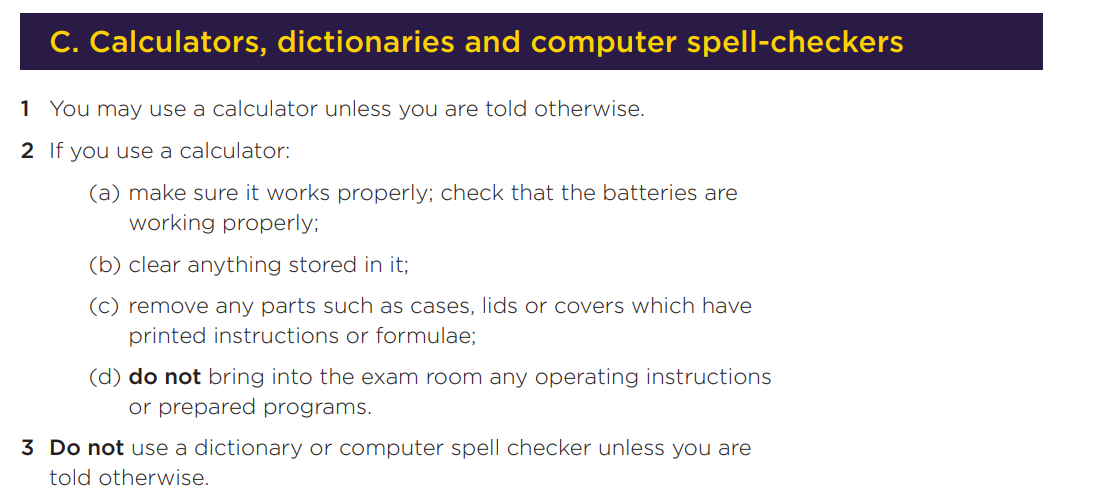 C. Calculators, dictionaries and computer spell-checkers
1 You may use a calculator unless you are told otherwise.
2 If you use a calculator:
(a) make sure it works properly; check that the batteries are
working properly;
(b) clear anything stored in it;
(c) remove any parts such as cases, lids or covers which have
printed instructions or formulae;
(d) do not bring into the exam room any operating instructions
or prepared programs.
3 Do not use a dictionary or computer spell checker unless you are
told otherwise.